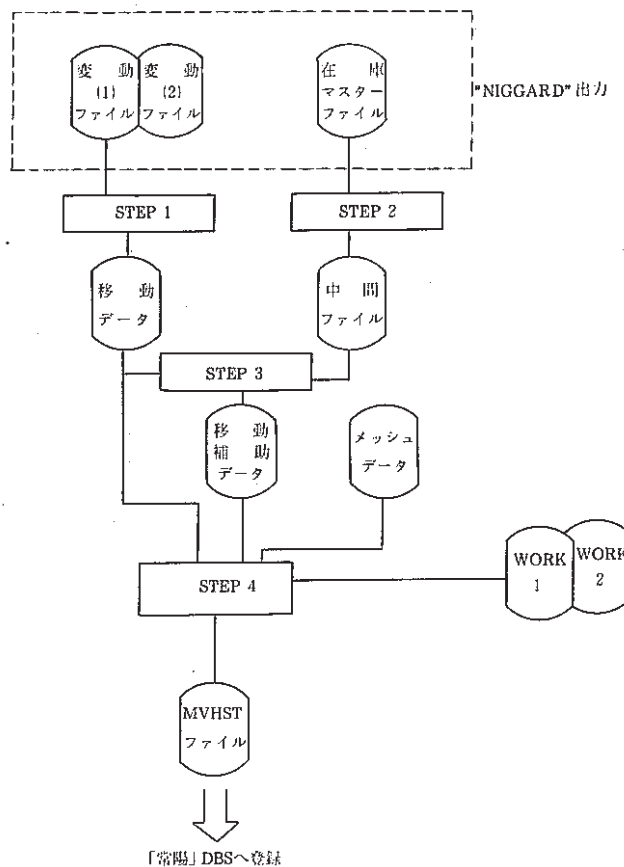 変動
(1)
ファイル
変動
(2)
ファイル
在庫
マスター
ファイル
"NIGGARD" 出力
STEP 1
STEP 2
移動
データ
中間
ファイル
STEP 3
移動
補助
データ
メッシュ
データ
STEP 4
WORK
1
WORK
2
MVHST
ファイル
「常陽」DBSへ登録